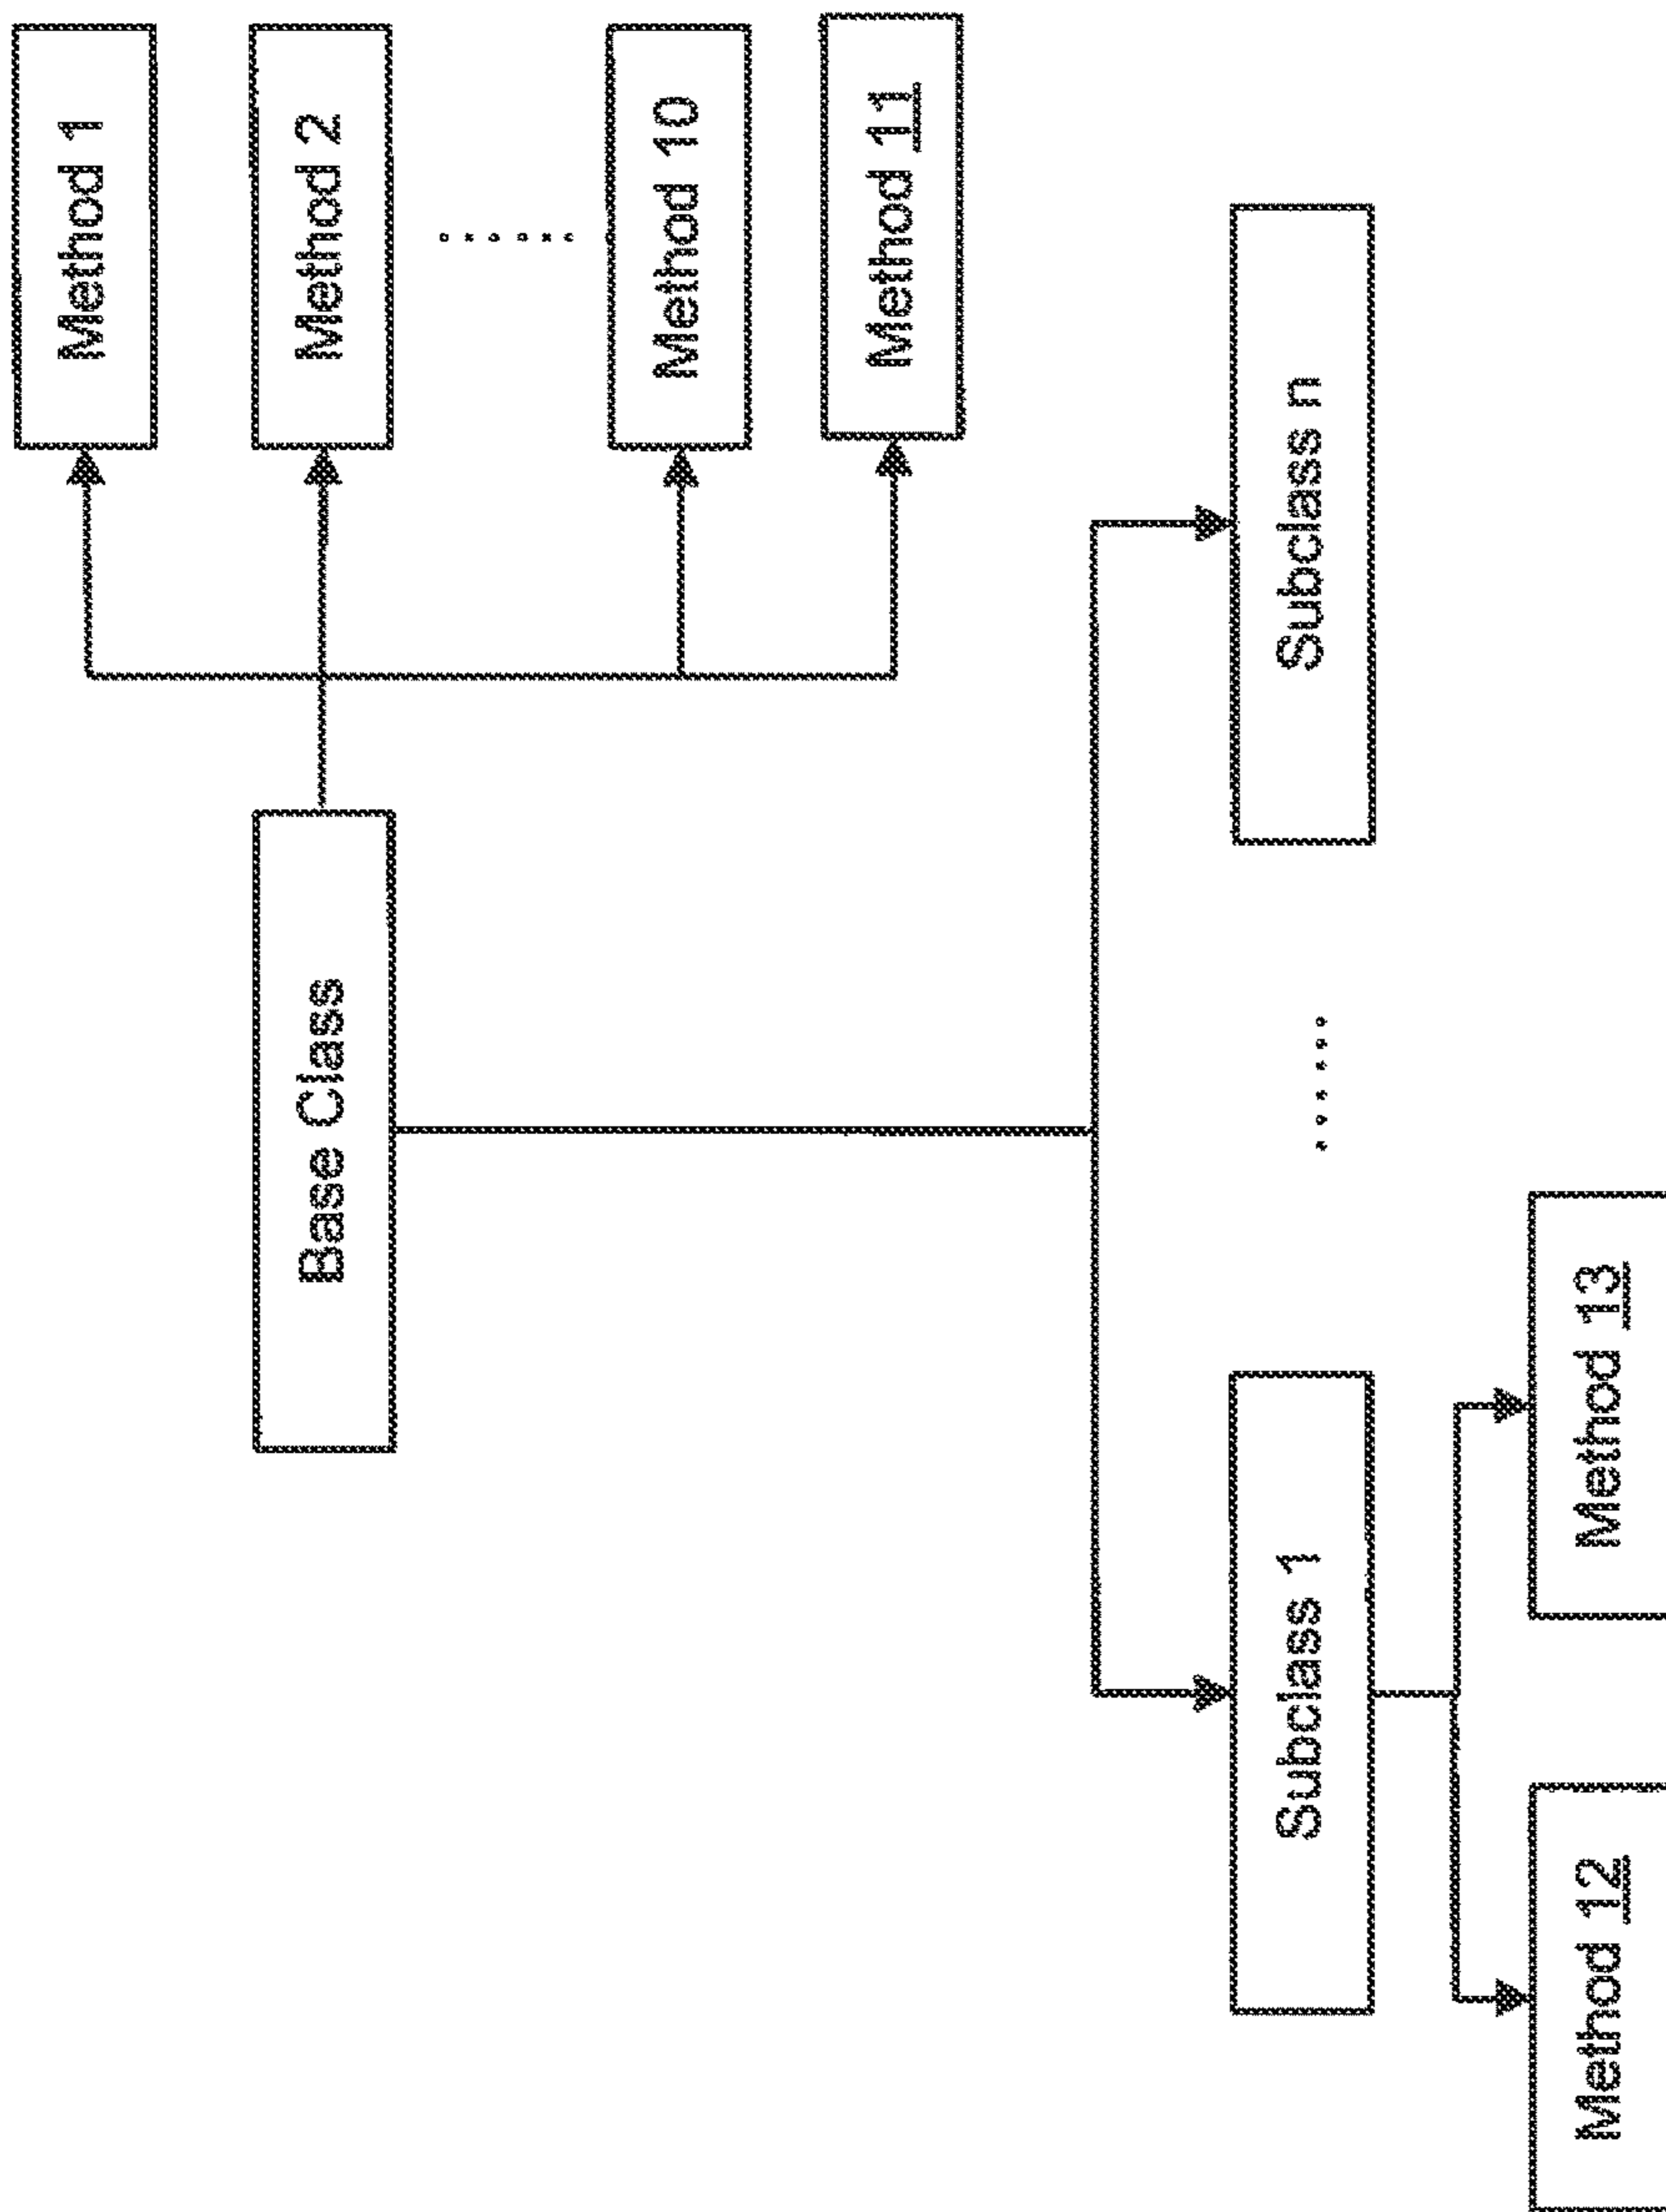 Method 1
Base Class
Method 2
......
Method 10
Method 11
Subclass 1
......
Subclass n
Method 12
Method 13